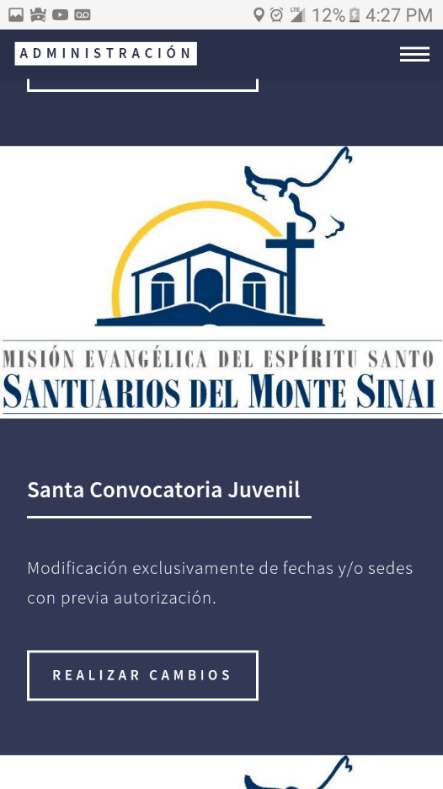 12% 4:27 PM
ADMINISTRACIÓN
MISIÓN EVANGÉLICA DEL ESPÍRITU SANTO
SANTUARIOS DEL MONTE SINAI
Santa Convocatoria Juvenil
Modificación exclusivamente de fechas y/o sedes
con previa autorización.
REALIZAR CAMBIOS